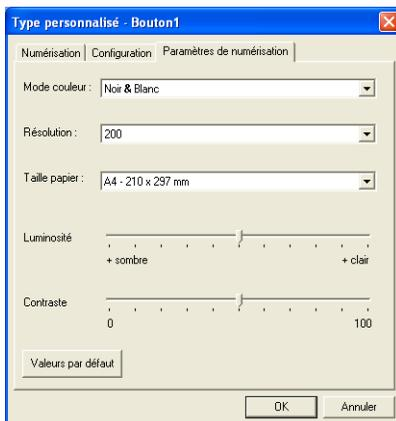 Type personnalisé - Bouton1
Numérisation Configuration Paramètres de numérisation
Mode couleur : Noir & Blanc
Résolution : 200
Taille papier : A4 - 210 x 297 mm
Luminosité
+ sombre + clair
Contraste
0 100
Valeurs par défaut
OK Annuler